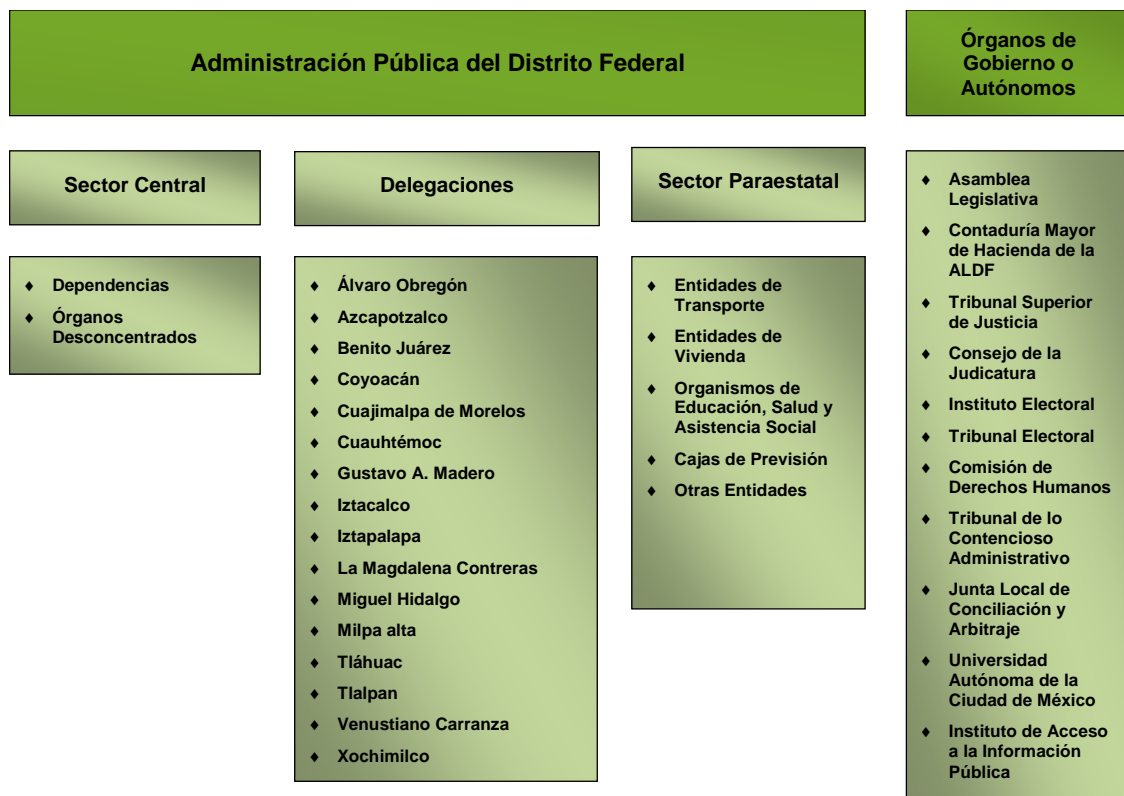 Administración Pública del Distrito Federal
Órganos de
Gobierno o
Autónomos
Sector Central
♦ Dependencias
♦ Órganos
Desconcentrados
Delegaciones
♦ Álvaro Obregón
♦ Azcapotzalco
♦ Benito Juárez
♦ Coyoacán
♦ Cuajimalpa de Morelos
♦ Cuauhtémoc
♦ Gustavo A. Madero
♦ Iztacalco
♦ Iztapalapa
♦ La Magdalena Contreras
♦ Miguel Hidalgo
♦ Milpa alta
♦ Tláhuac
♦ Tlalpan
♦ Venustiano Carranza
♦ Xochimilco
Sector Paraestatal
♦ Entidades de
Transporte
♦ Entidades de
Vivienda
♦ Organismos de
Educación, Salud y
Asistencia Social
♦ Cajas de Previsión
♦ Otras Entidades
♦ Asamblea
Legislativa
♦ Contaduría Mayor
de Hacienda de la
ALDF
♦ Tribunal Superior
de Justicia
♦ Consejo de la
Judicatura
♦ Instituto Electoral
♦ Tribunal Electoral
♦ Comisión de
Derechos Humanos
♦ Tribunal de lo
Contencioso
Administrativo
♦ Junta Local de
Conciliación y
Arbitraje
♦ Universidad
Autónoma de la
Ciudad de México
♦ Instituto de Acceso
a la Información
Pública